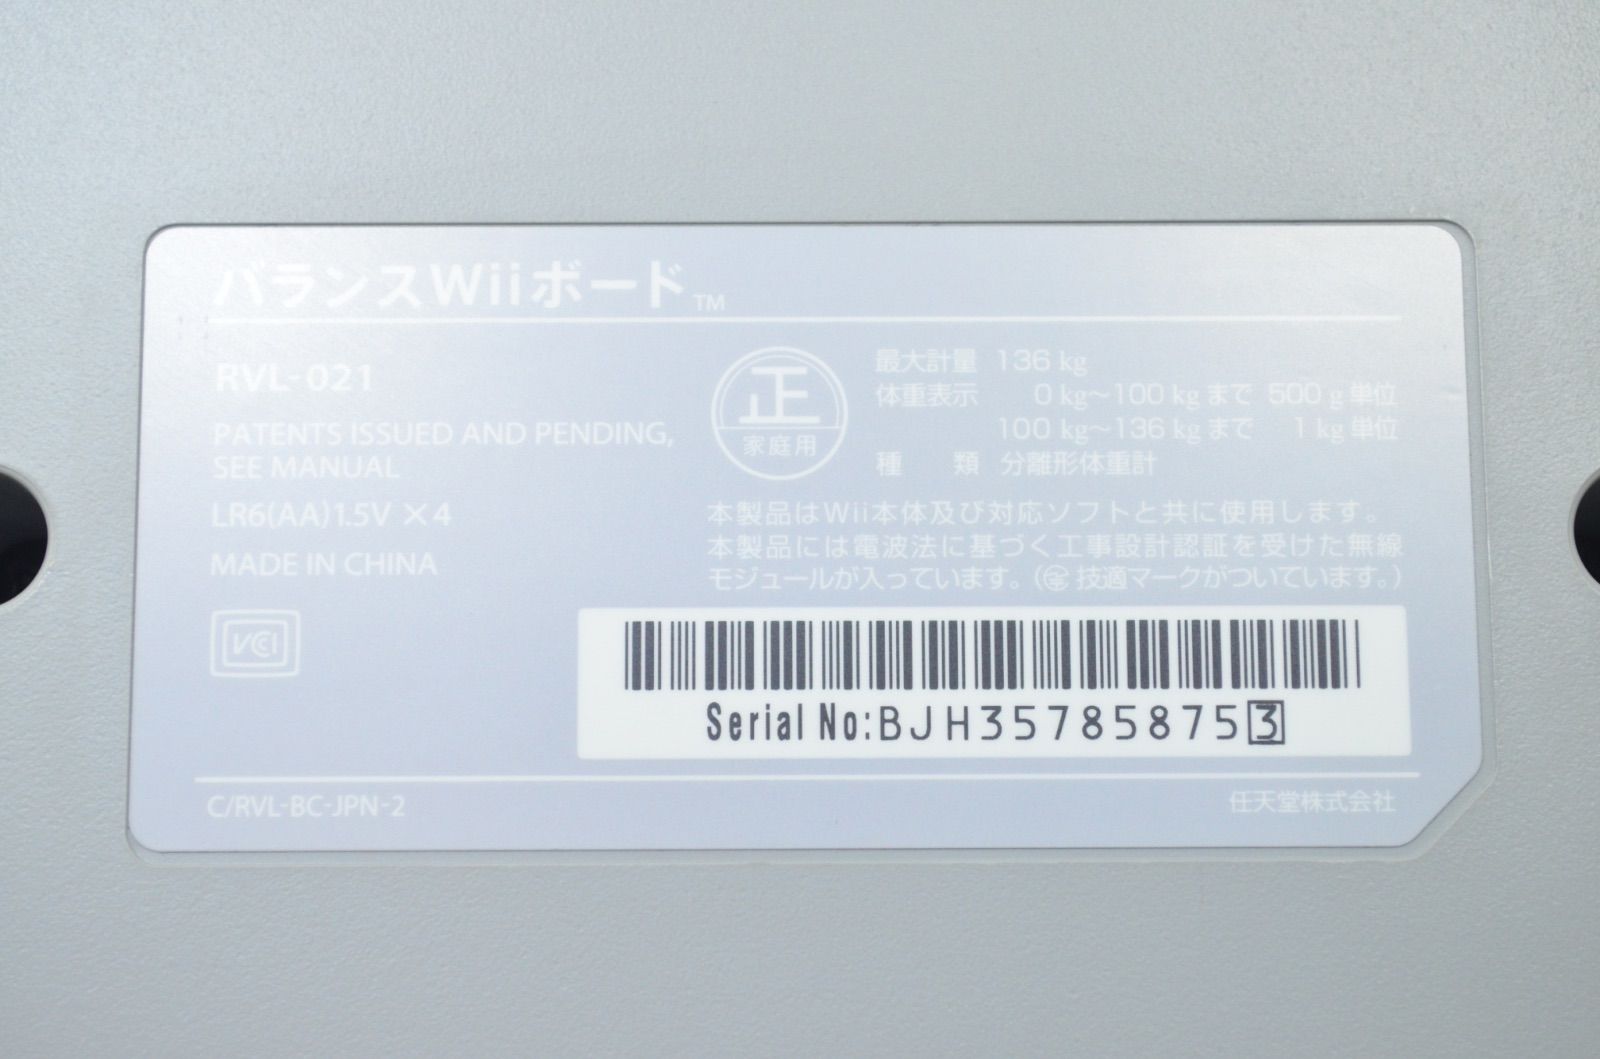 バランスWiiボード™
RVL-021
PATENTS ISSUED AND PENDING,
SEE MANUAL
LR6(AA)1.5V ×4
MADE IN CHINA
VCCI
正
家庭用
最大計量 136 kg
体重表示 0 kg~100 kg まで 500 g 単位
100 kg~136 kg まで 1 kg 単位
種 類 分離形体重計
本製品はWii本体及び対応ソフトと共に使用します。
本製品には電波法に基づく工事設計認証を受けた無線
モジュールが入っています。( 技適マークがついています。)
Serial No:BJH357858753
C/RVL-BC-JPN-2
任天堂株式会社